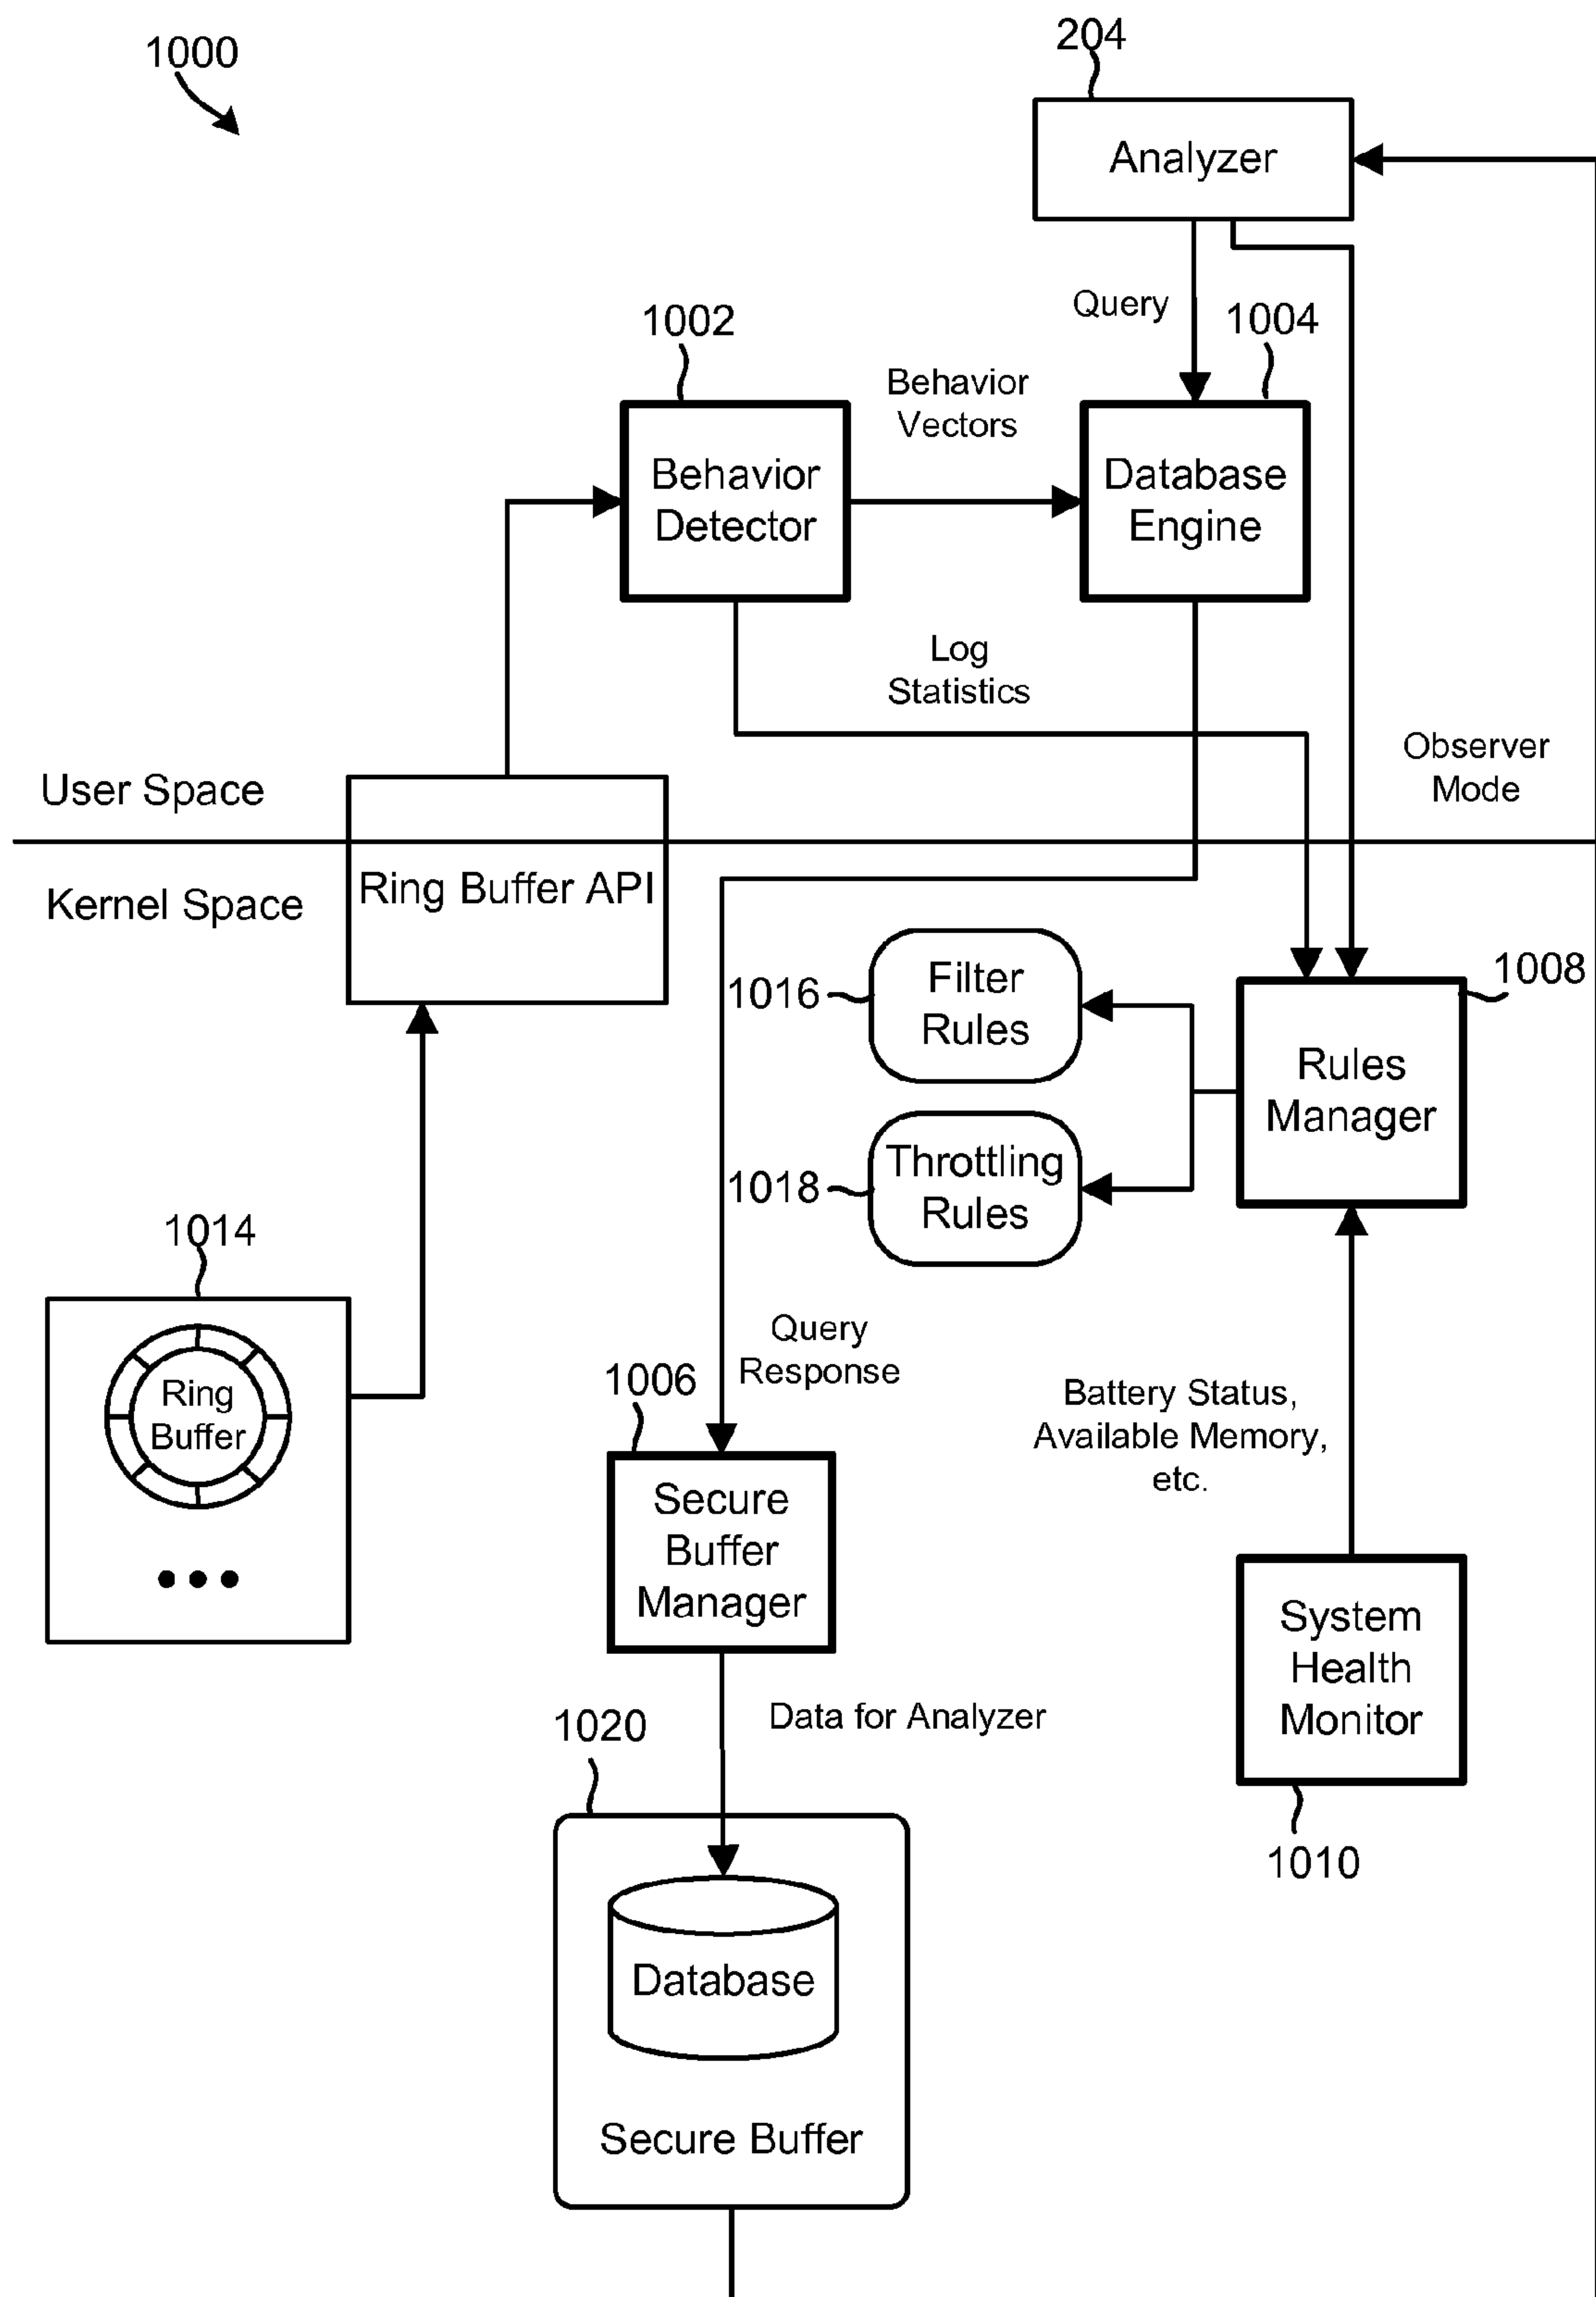 1000
204
Analyzer
Query
1004
1002
Behavior
Vectors
Behavior
Detector
Database
Engine
Log
Statistics
Observer
Mode
User Space
Kernel Space
Ring Buffer API
1016
Filter
Rules
1008
Rules
Manager
1018
Throttling
Rules
1014
Ring
Buffer
Query
Response
1006
Battery Status,
Available Memory,
etc.
Secure
Buffer
Manager
System
Health
Monitor
1020
Data for Analyzer
1010
Database
Secure Buffer